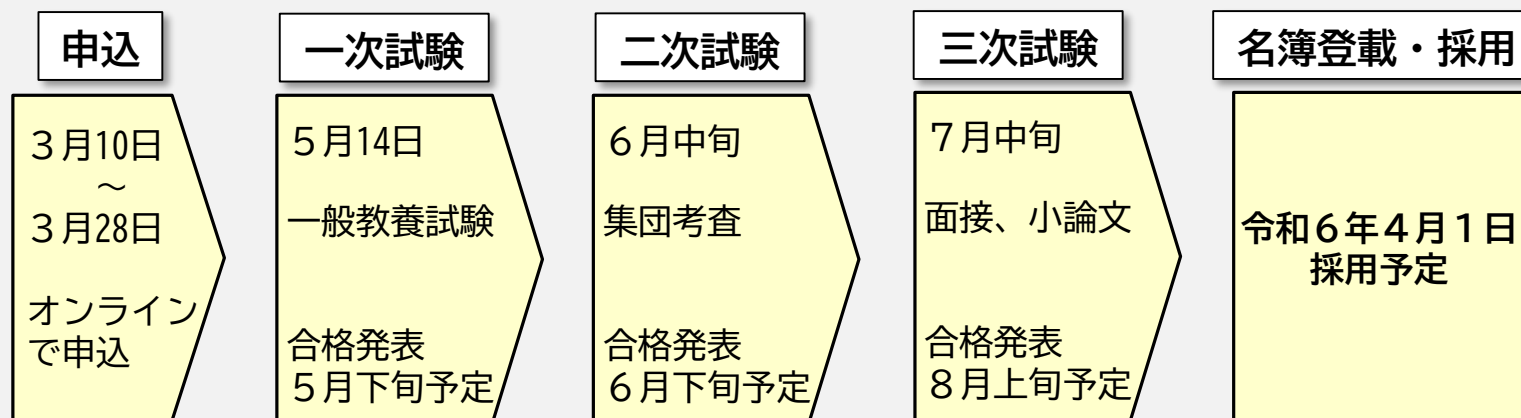 申込
３月10日
～
３月28日
オンライン
で申込
一次試験
５月14日
一般教養試験
合格発表
５月下旬予定
二次試験
６月中旬
集団考査
合格発表
６月下旬予定
三次試験
７月中旬
面接、小論文
合格発表
８月上旬予定
名簿登載・採用
令和６年４月１日
採用予定